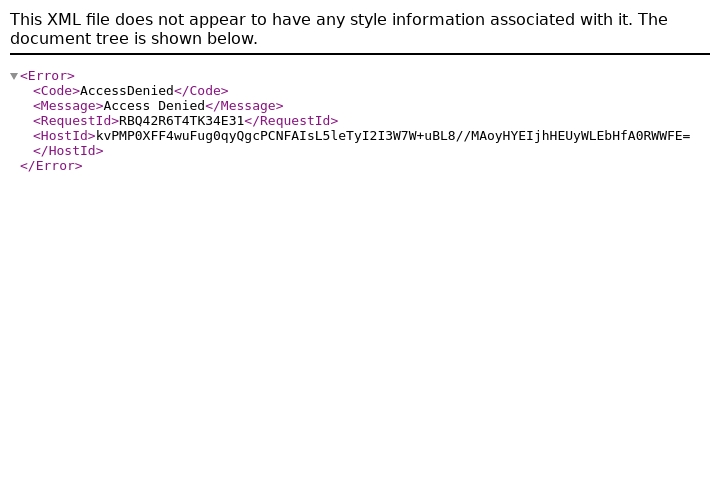 This XML file does not appear to have any style information associated with it. The
document tree is shown below.
<Error>
<Code>AccessDenied</Code>
<Message>Access Denied</Message>
<RequestId>RBQ42R6T4TK34E31</RequestId>
<HostId>kvPMP0XFF4wuFug0qyQgcPCNFAIsL5leTyI2I3W7W+uBL8//MAoyHYEIjhHEUyWLEbHfA0RWWFE=
</HostId>
</Error>